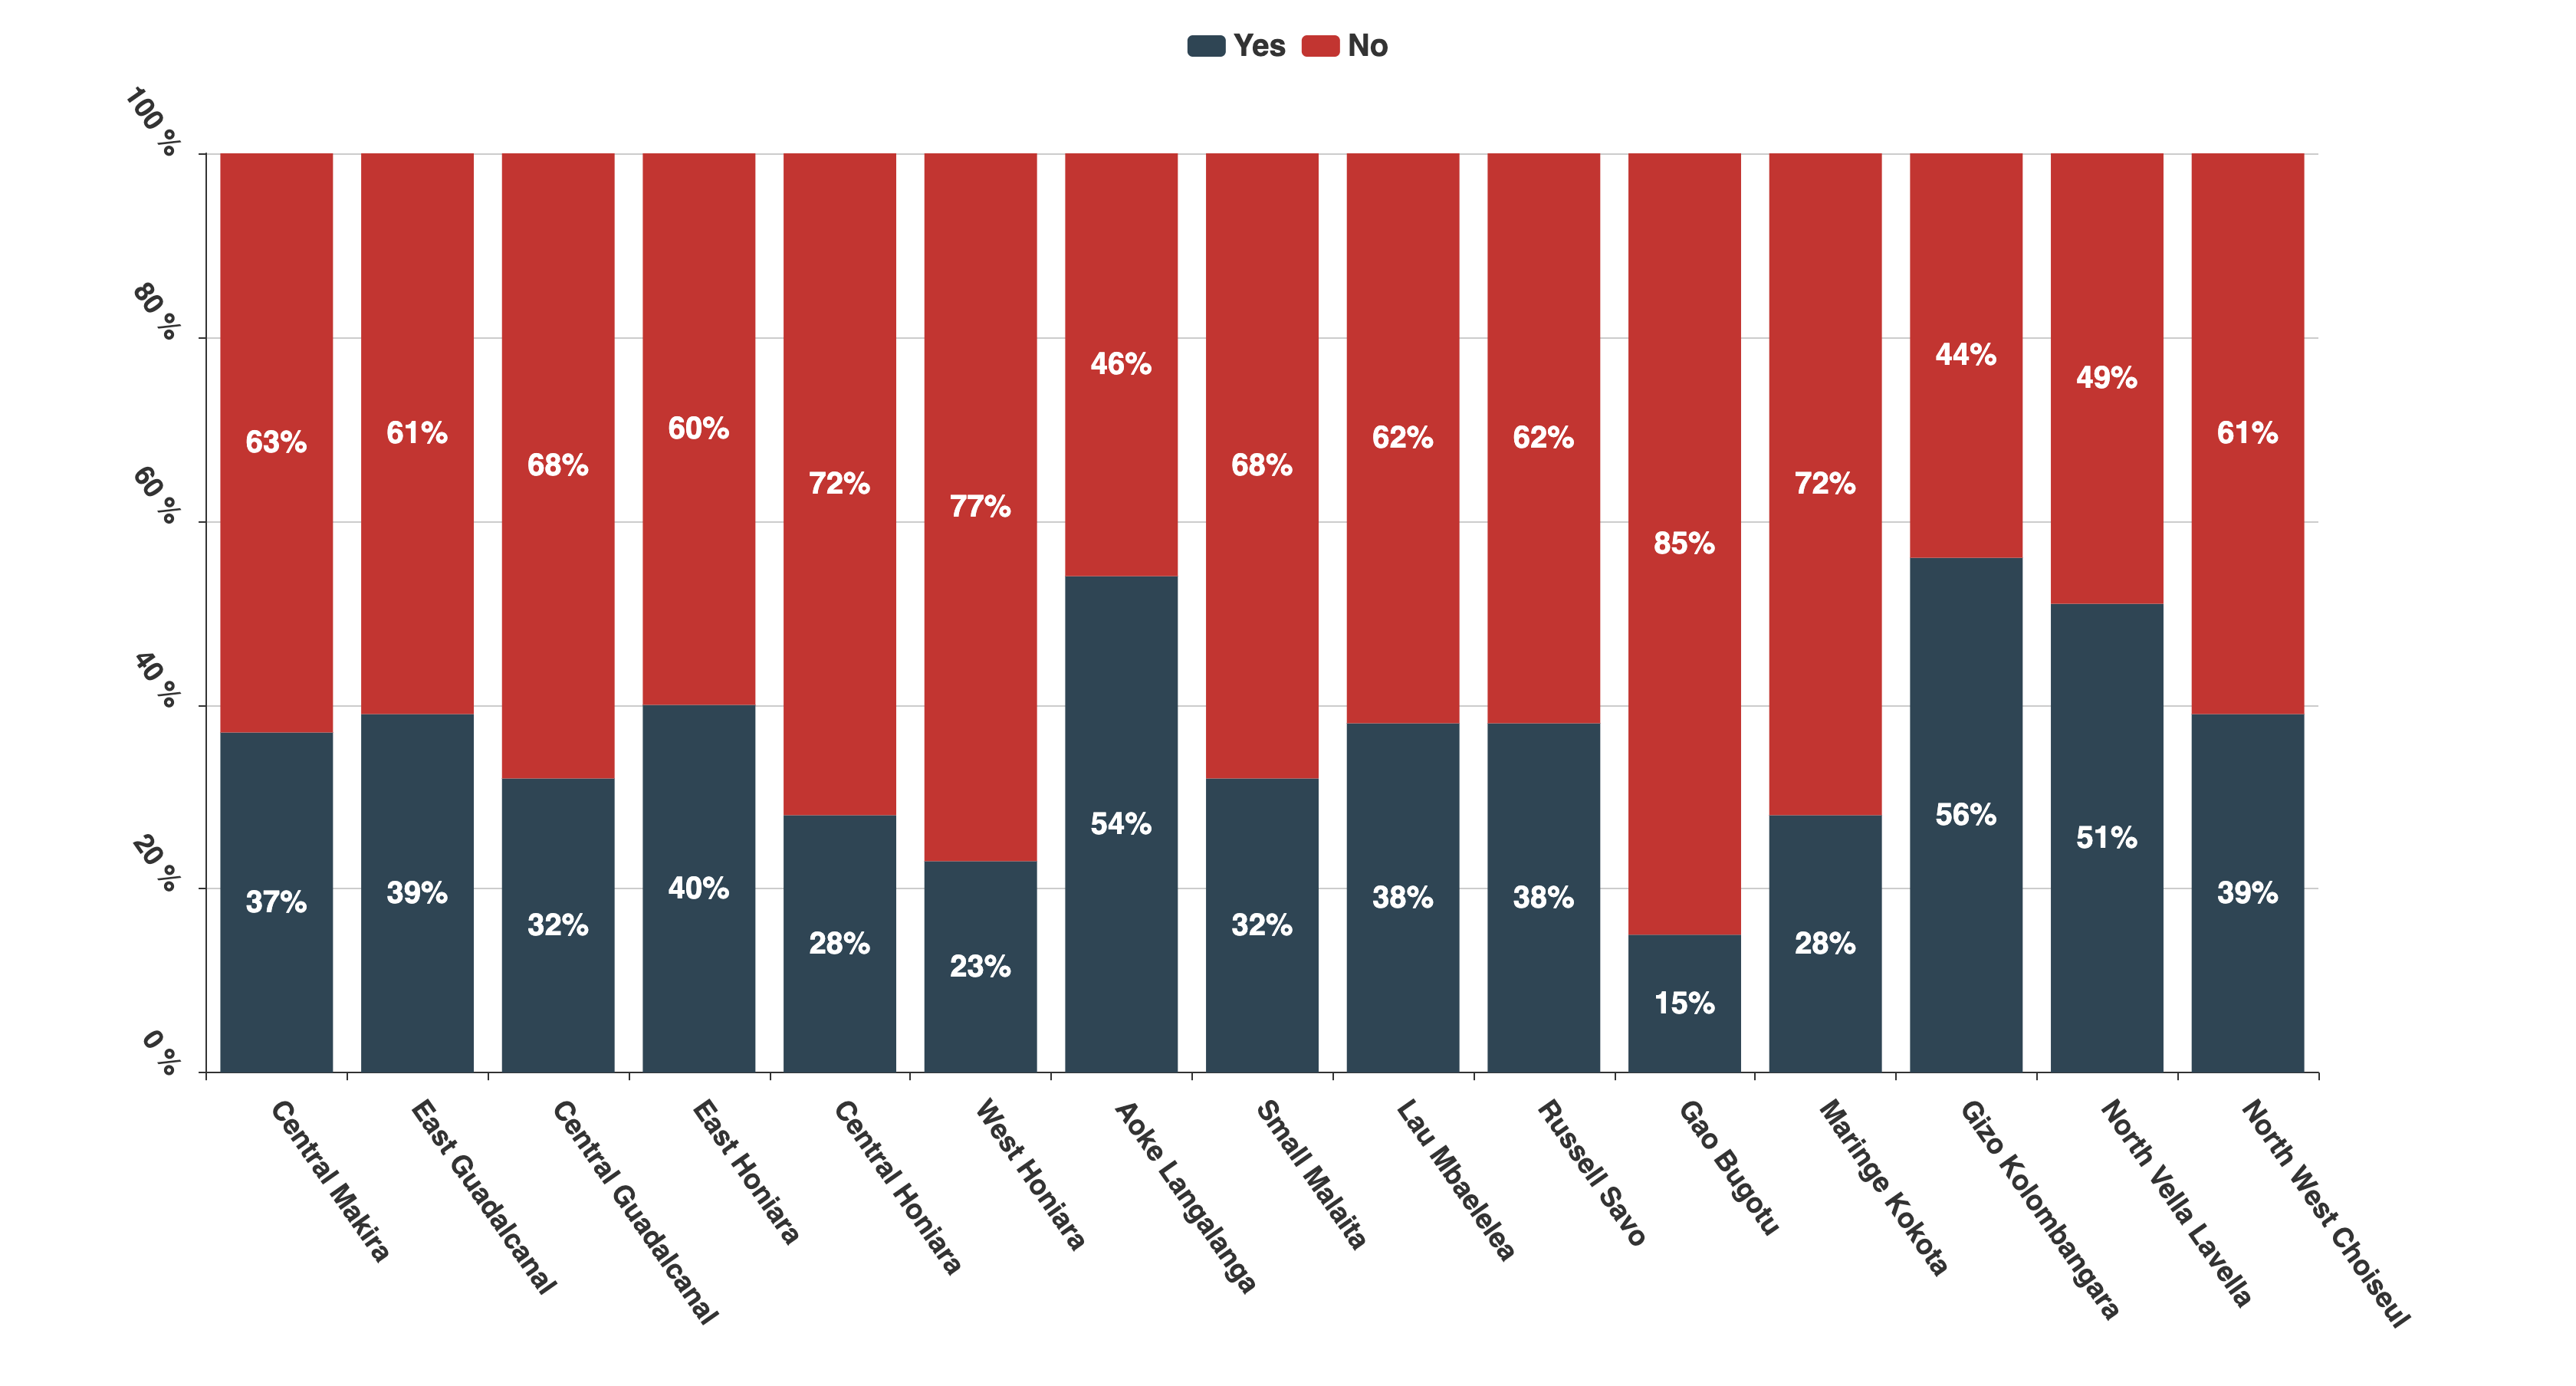 Yes No
100 %
80 %
60 %
40 %
20 %
0 %
63% 61% 68% 60% 72% 77% 46% 68% 62% 62% 85% 72% 44% 49% 61%
37% 39% 32% 40% 28% 23% 54% 32% 38% 38% 15% 28% 56% 51% 39%
Central Makira
East Guadalcanal
Central Guadalcanal
East Honiara
Central Honiara
West Honiara
Aoke Langalanga
Small Malaita
Lau Mbaelelea
Russell Savo
Gao Bugotu
Maringe Kokota
Gizo Kolombangara
North Vella Lavella
North West Choiseul